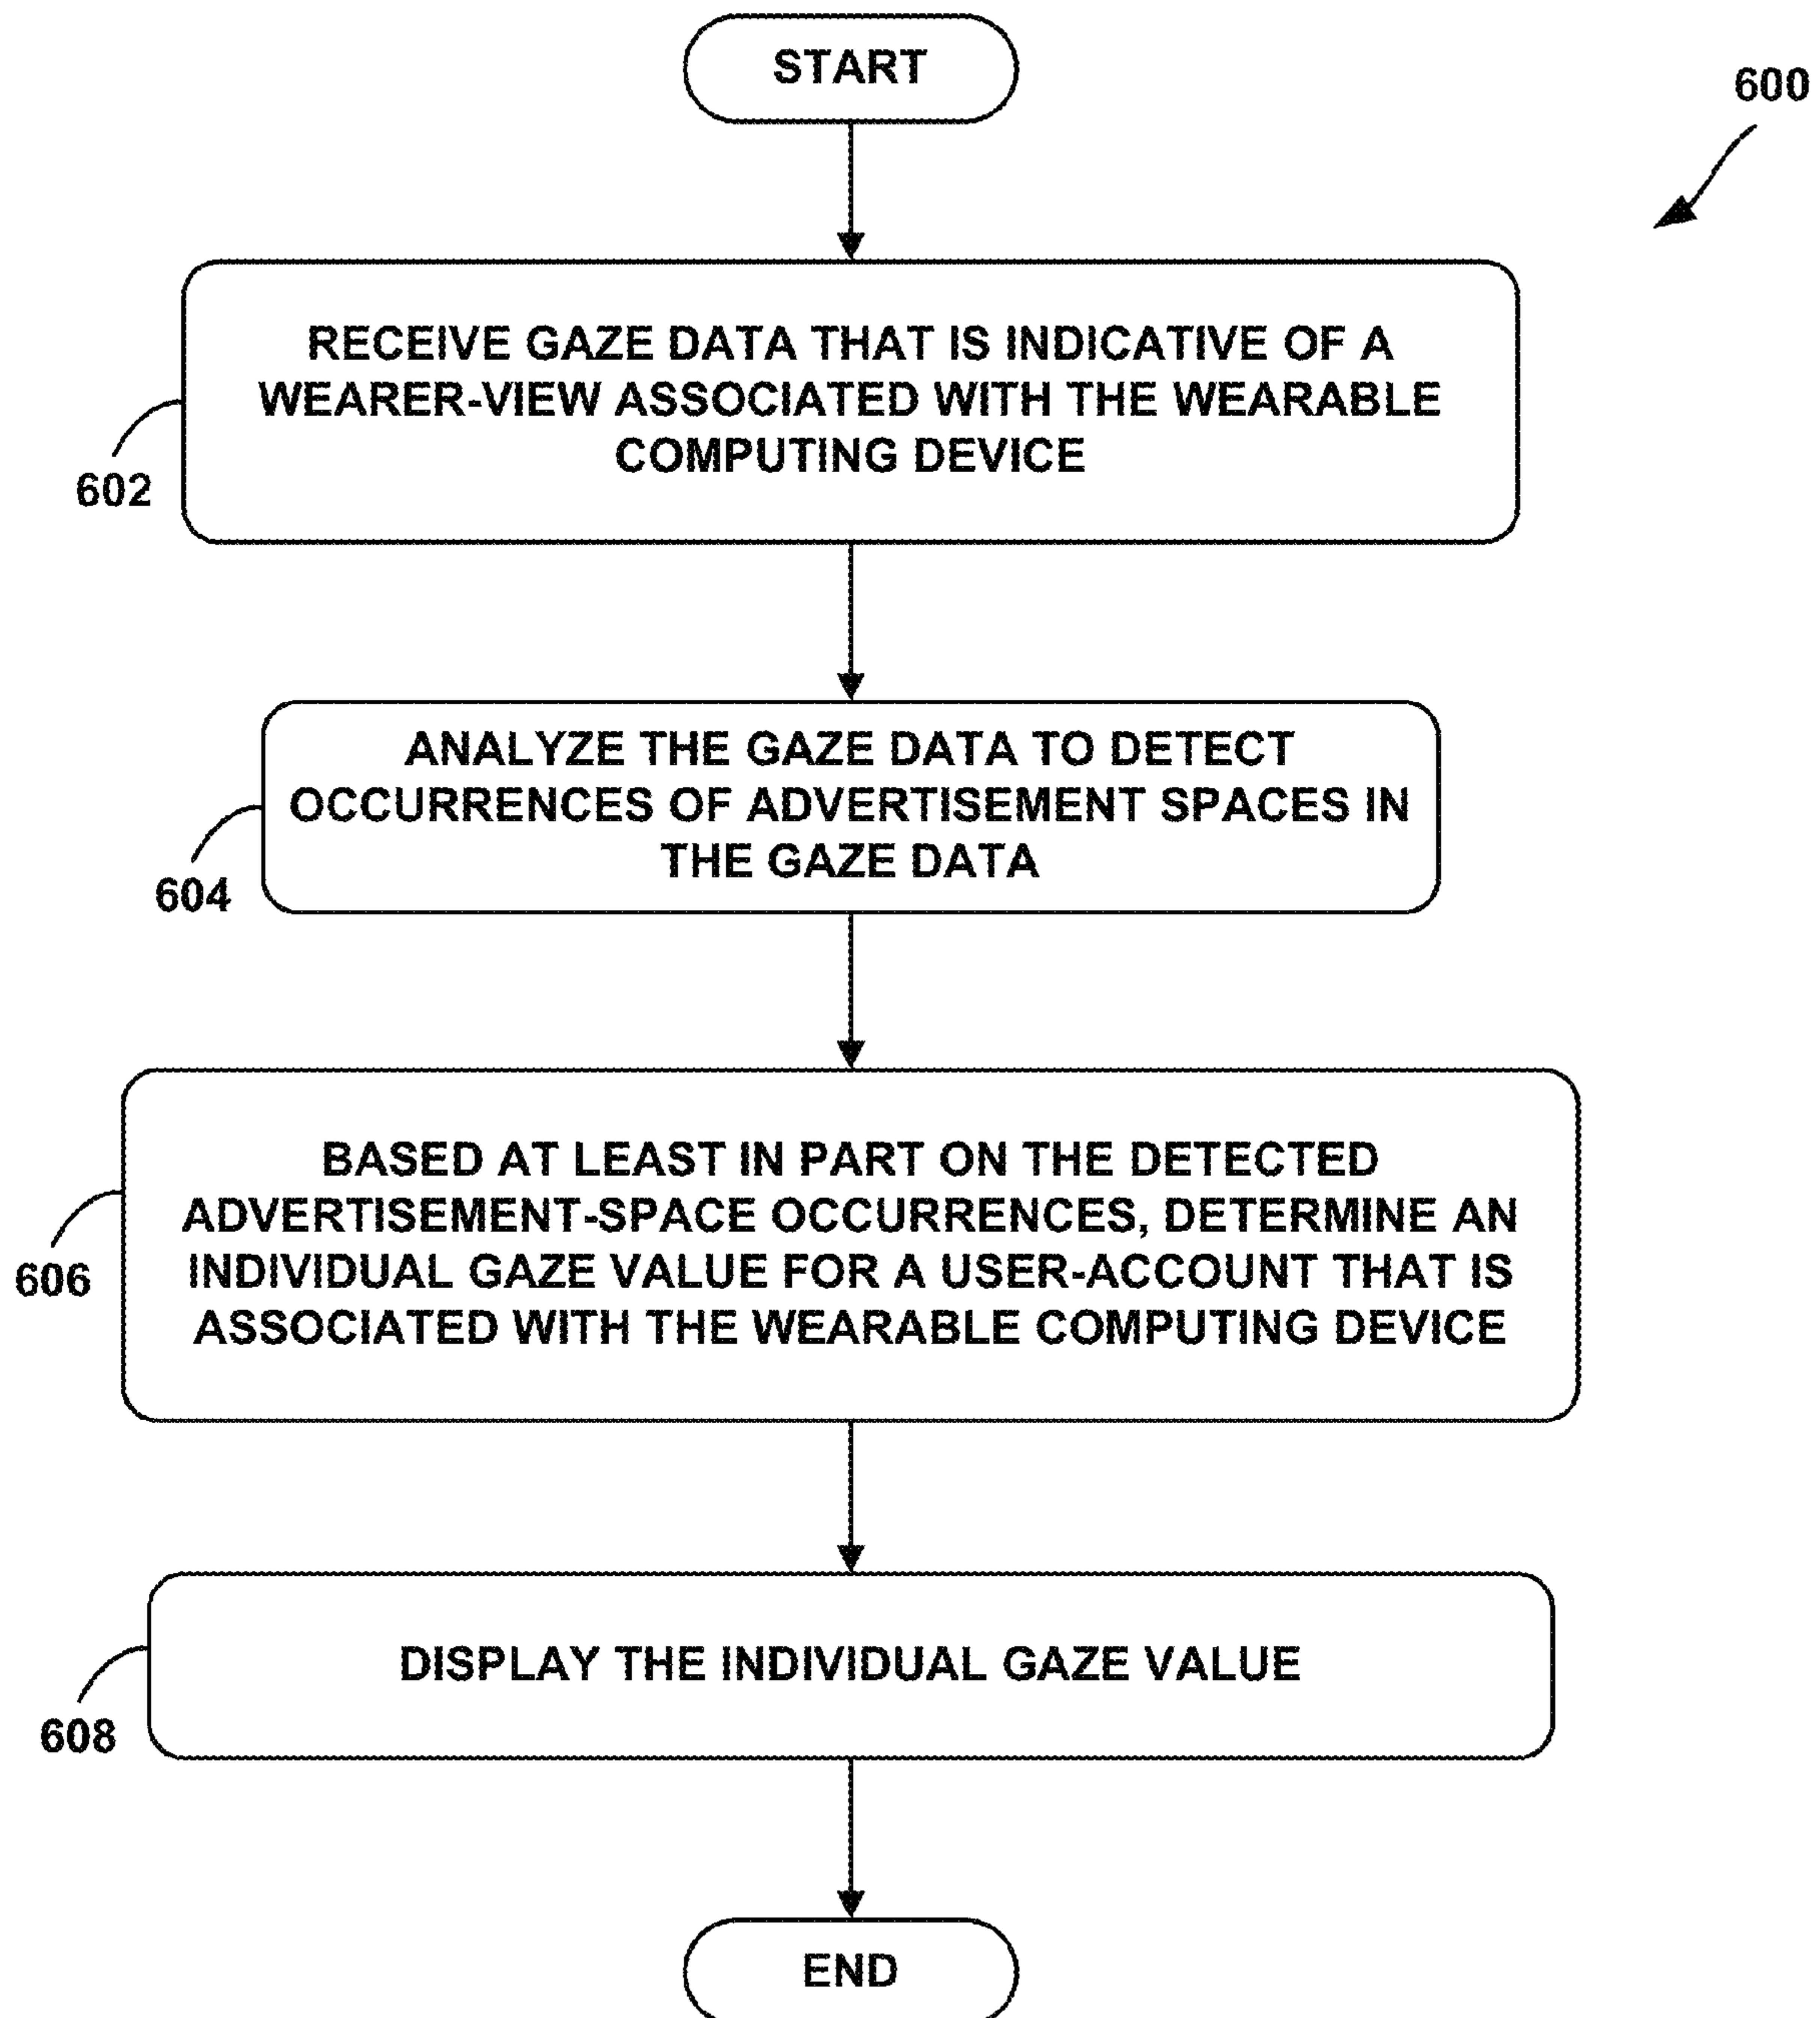 START
600
RECEIVE GAZE DATA THAT IS INDICATIVE OF A
WEARER-VIEW ASSOCIATED WITH THE WEARABLE
COMPUTING DEVICE
602
ANALYZE THE GAZE DATA TO DETECT
OCCURRENCES OF ADVERTISEMENT SPACES IN
THE GAZE DATA
604
BASED AT LEAST IN PART ON THE DETECTED
ADVERTISEMENT-SPACE OCCURRENCES, DETERMINE AN
INDIVIDUAL GAZE VALUE FOR A USER-ACCOUNT THAT IS
ASSOCIATED WITH THE WEARABLE COMPUTING DEVICE
606
DISPLAY THE INDIVIDUAL GAZE VALUE
608
END